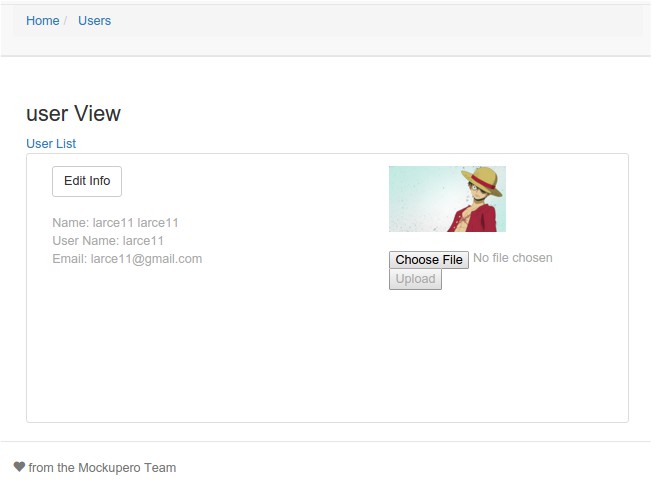 Home / Users
user View
User List
Edit Info
Name: larce11 larce11
User Name: larce11
Email: larce11@gmail.com
Choose File No file chosen
Upload
♥ from the Mockupero Team